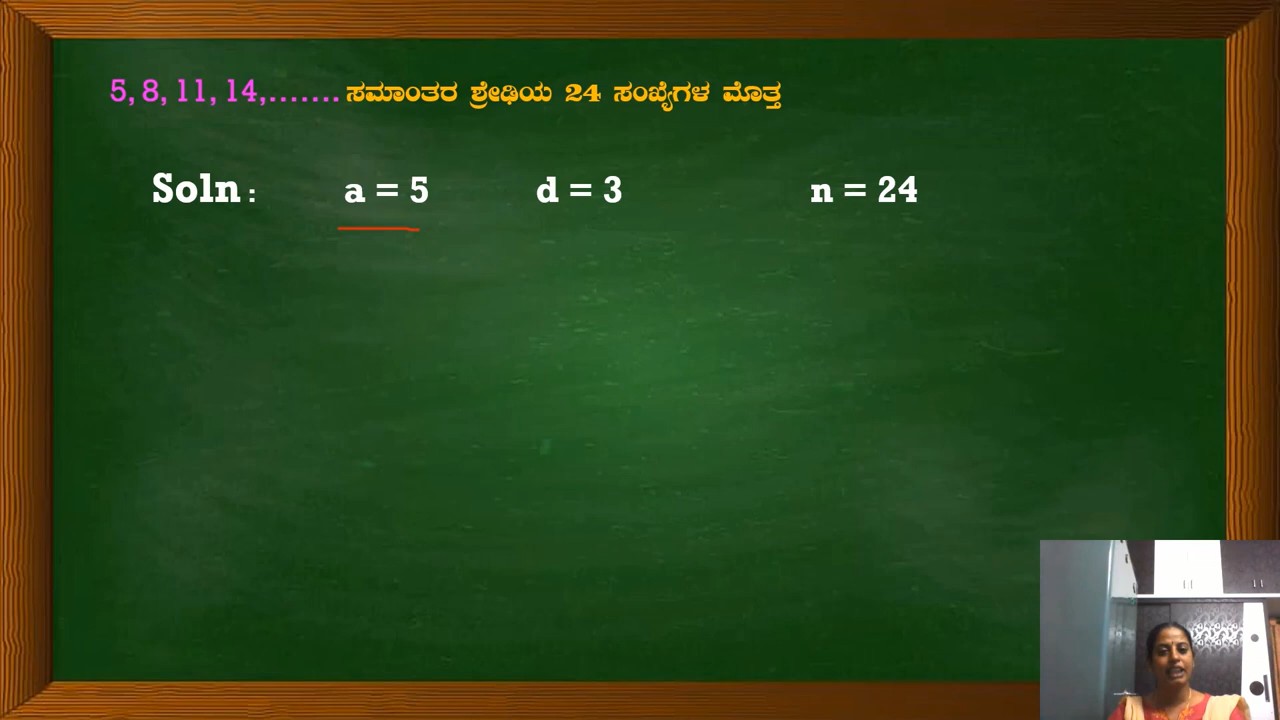 5, 8, 11, 14,....... ಸಮಾಂತರ ಶ್ರೇಢಿಯ 24 ಸಂಖ್ಯೆಗಳ ಮೊತ್ತ
Soln : a = 5 d = 3 n = 24